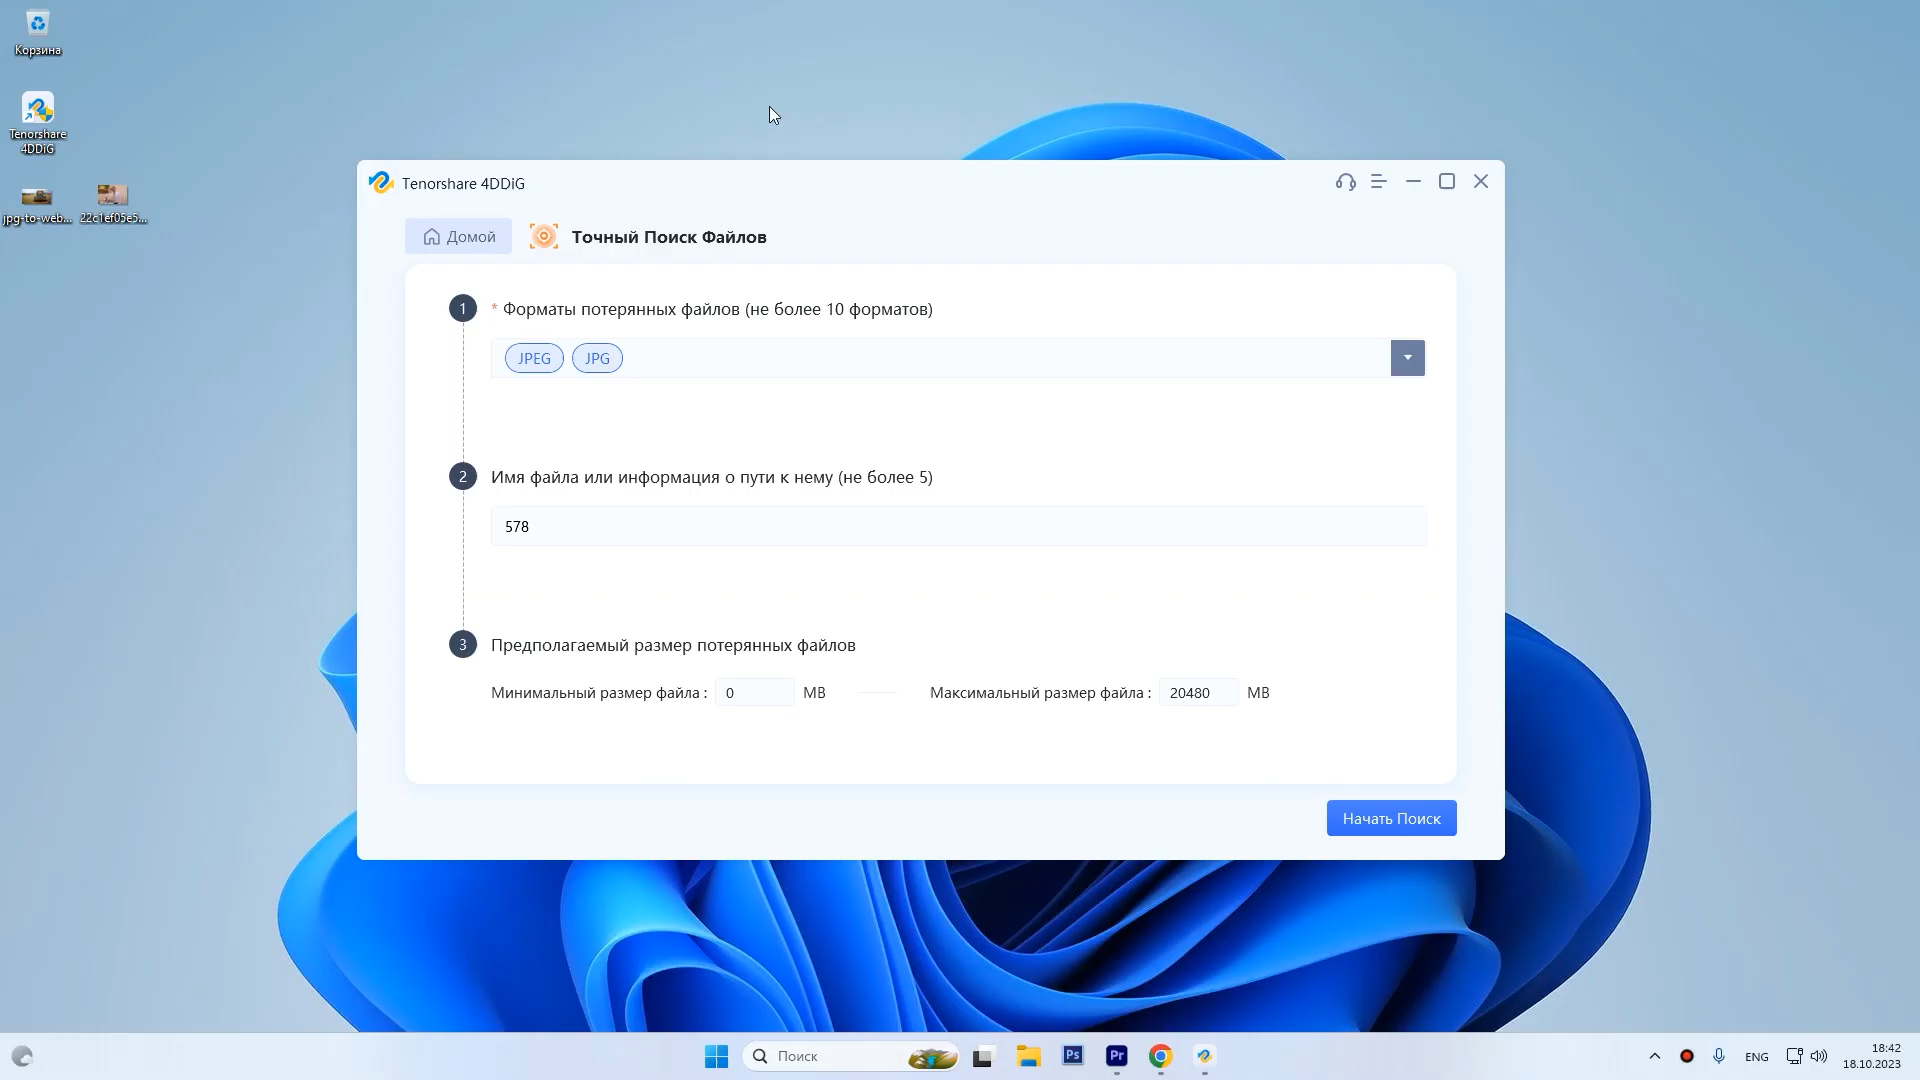 Корзина
Tenorshare
4DDiG
jpg-to-web...
22c1ef05e5...
Tenorshare 4DDiG
Домой
Точный Поиск Файлов
1
* Форматы потерянных файлов (не более 10 форматов)
JPEG
JPG
2
Имя файла или информация о пути к нему (не более 5)
578
3
Предполагаемый размер потерянных файлов
Минимальный размер файла : 0 MB
Максимальный размер файла : 20480 MB
Начать Поиск
Поиск
Ps
Pr
ENG
18:42
18.10.2023